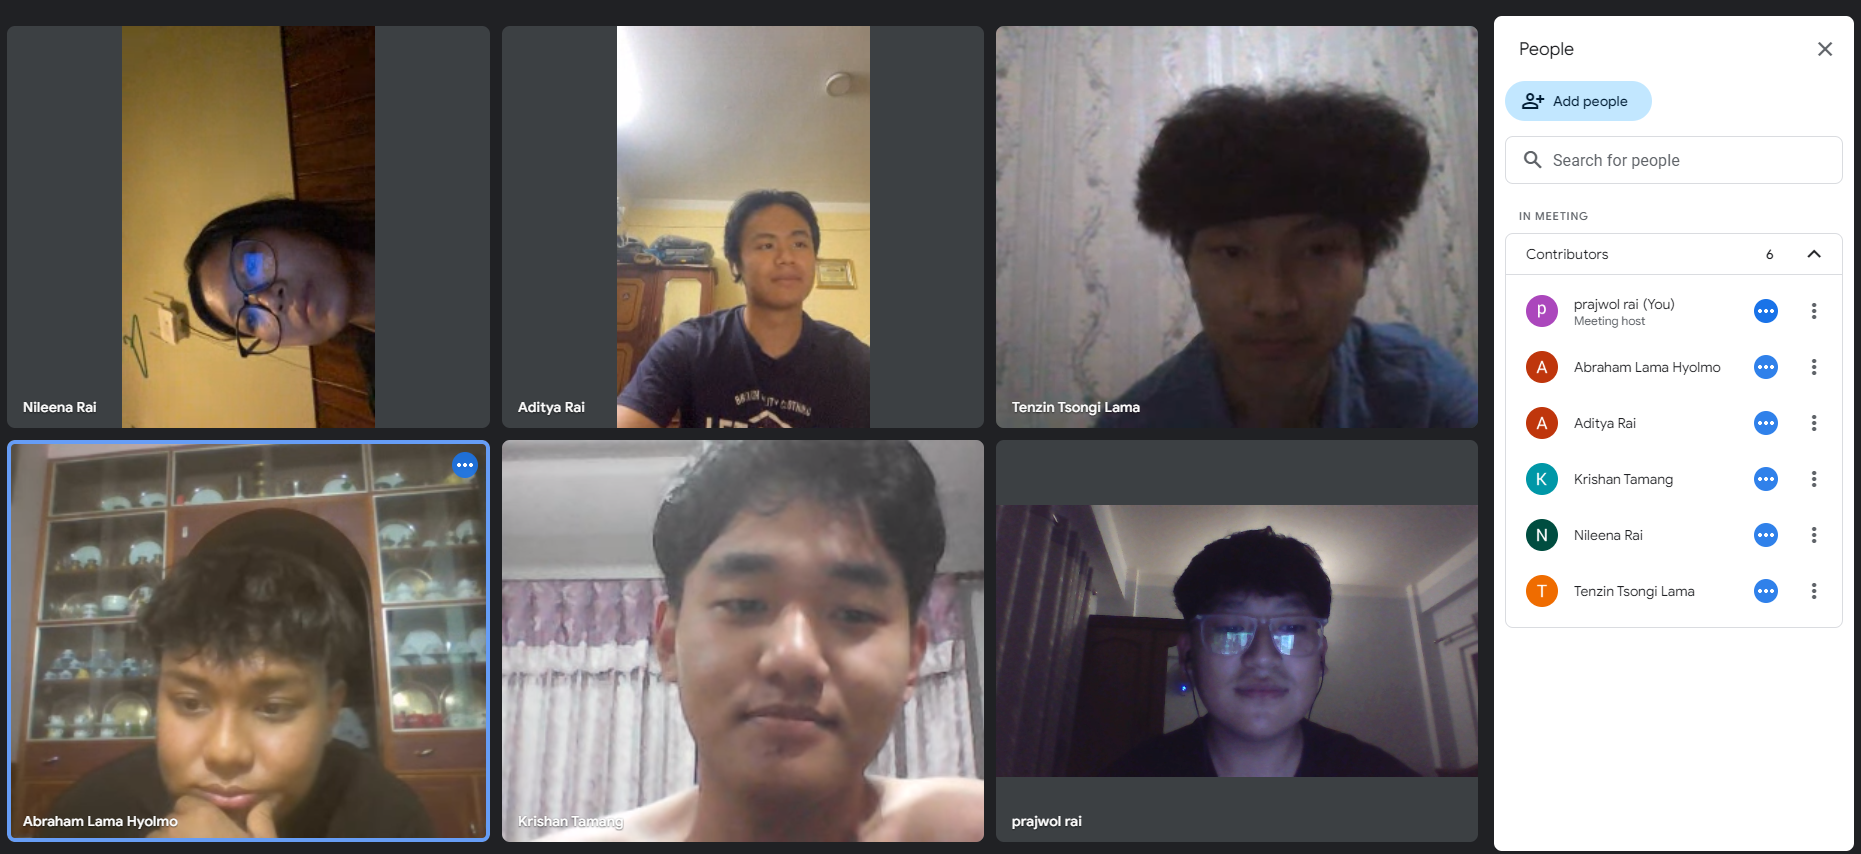 Nileena Rai
Aditya Rai
Tenzin Tsongi Lama
Abraham Lama Hyolmo
Krishan Tamang
prajwol rai
People
Add people
Search for people
IN MEETING
Contributors 6
p prajwol rai (You)
Meeting host
A Abraham Lama Hyolmo
A Aditya Rai
K Krishan Tamang
N Nileena Rai
T Tenzin Tsongi Lama